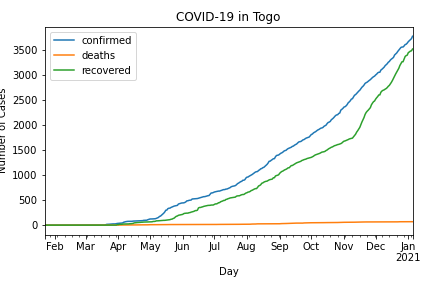 COVID-19 in Togo
confirmed
deaths
recovered
Number of Cases
3500
3000
2500
2000
1500
1000
500
0
Feb Mar Apr May Jun Jul Aug Sep Oct Nov Dec Jan
2021
Day